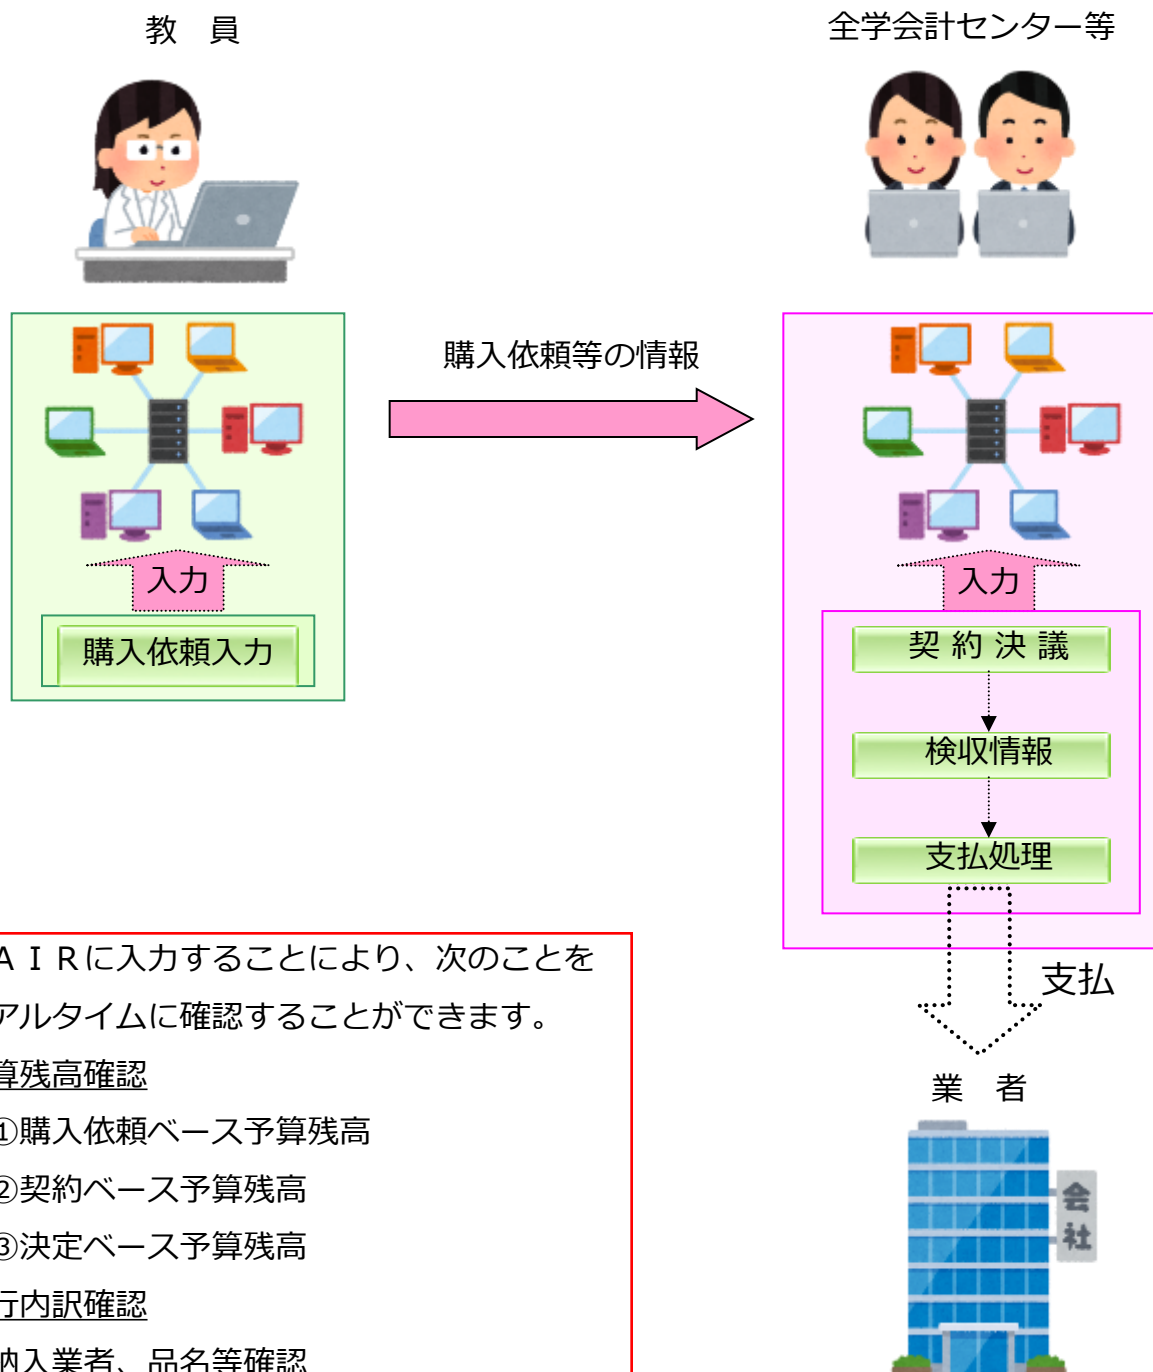 教　員
全学会計センター等
購入依頼等の情報
入力
購入依頼入力
入力
契 約 決 議
検収情報
支払処理
支払
業　者
会社
ＡＩＲに入力することにより、次のことを
アルタイムに確認することができます。
算残高確認
①購入依頼ベース予算残高
②契約ベース予算残高
③決定ベース予算残高
行内訳確認
納入業者、品名等確認